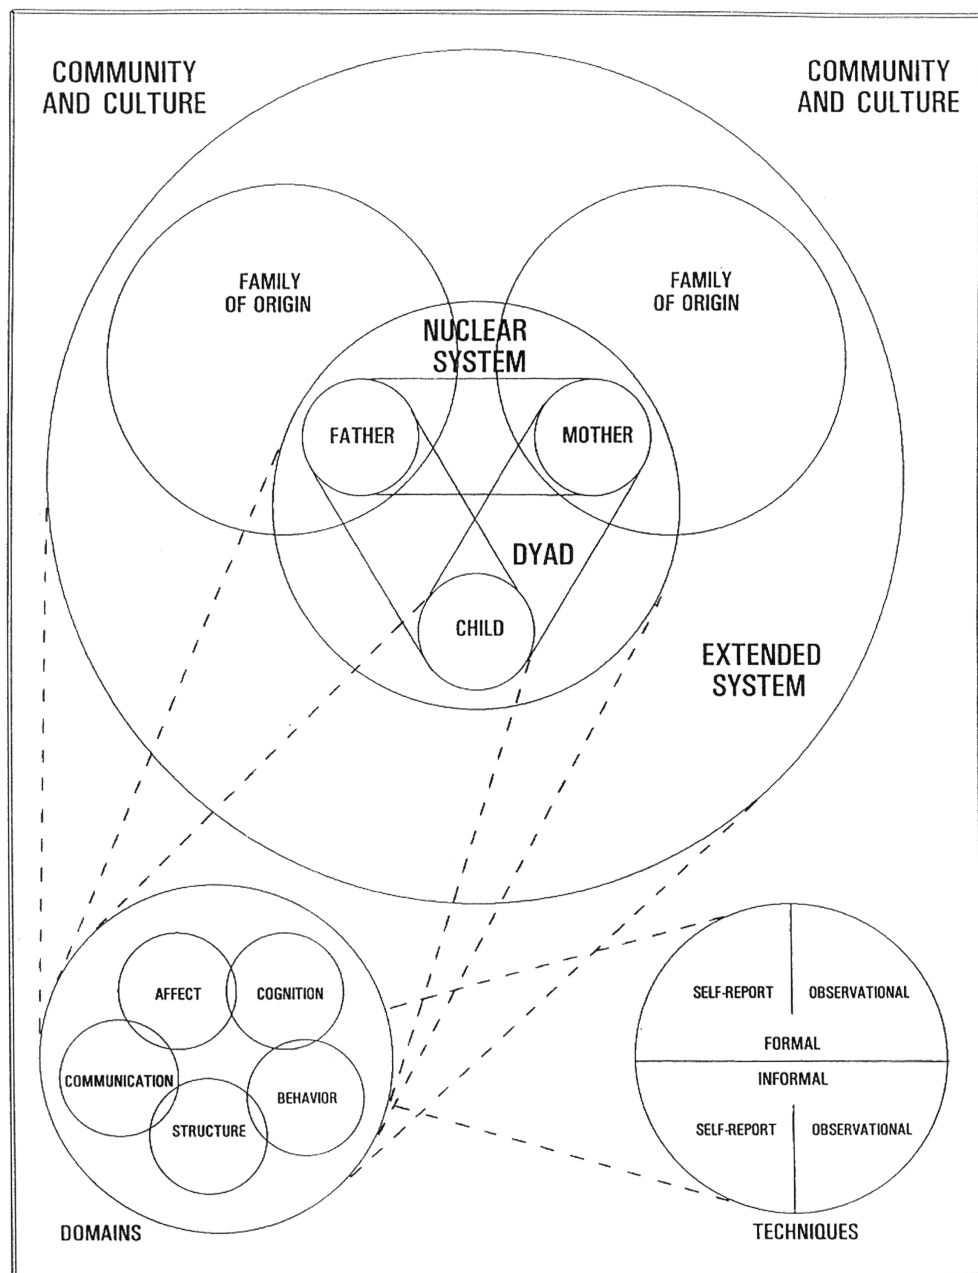 COMMUNITY
AND CULTURE
COMMUNITY
AND CULTURE
FAMILY
OF ORIGIN
FAMILY
OF ORIGIN
NUCLEAR
SYSTEM
FATHER
MOTHER
DYAD
CHILD
EXTENDED
SYSTEM
AFFECT
COGNITION
COMMUNICATION
BEHAVIOR
STRUCTURE
DOMAINS
SELF-REPORT
OBSERVATIONAL
FORMAL
INFORMAL
SELF-REPORT
OBSERVATIONAL
TECHNIQUES